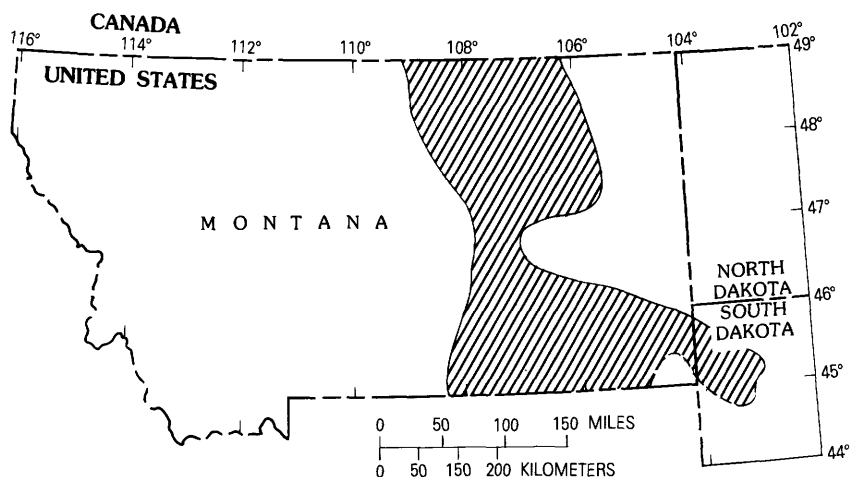 CANADA
116° 114° 112° 110° 108° 106° 104° 102°
49°
UNITED STATES
48°
MONTANA
47°
NORTH
DAKOTA
46°
SOUTH
DAKOTA
45°
44°
0 50 100 150 MILES
0 50 150 200 KILOMETERS